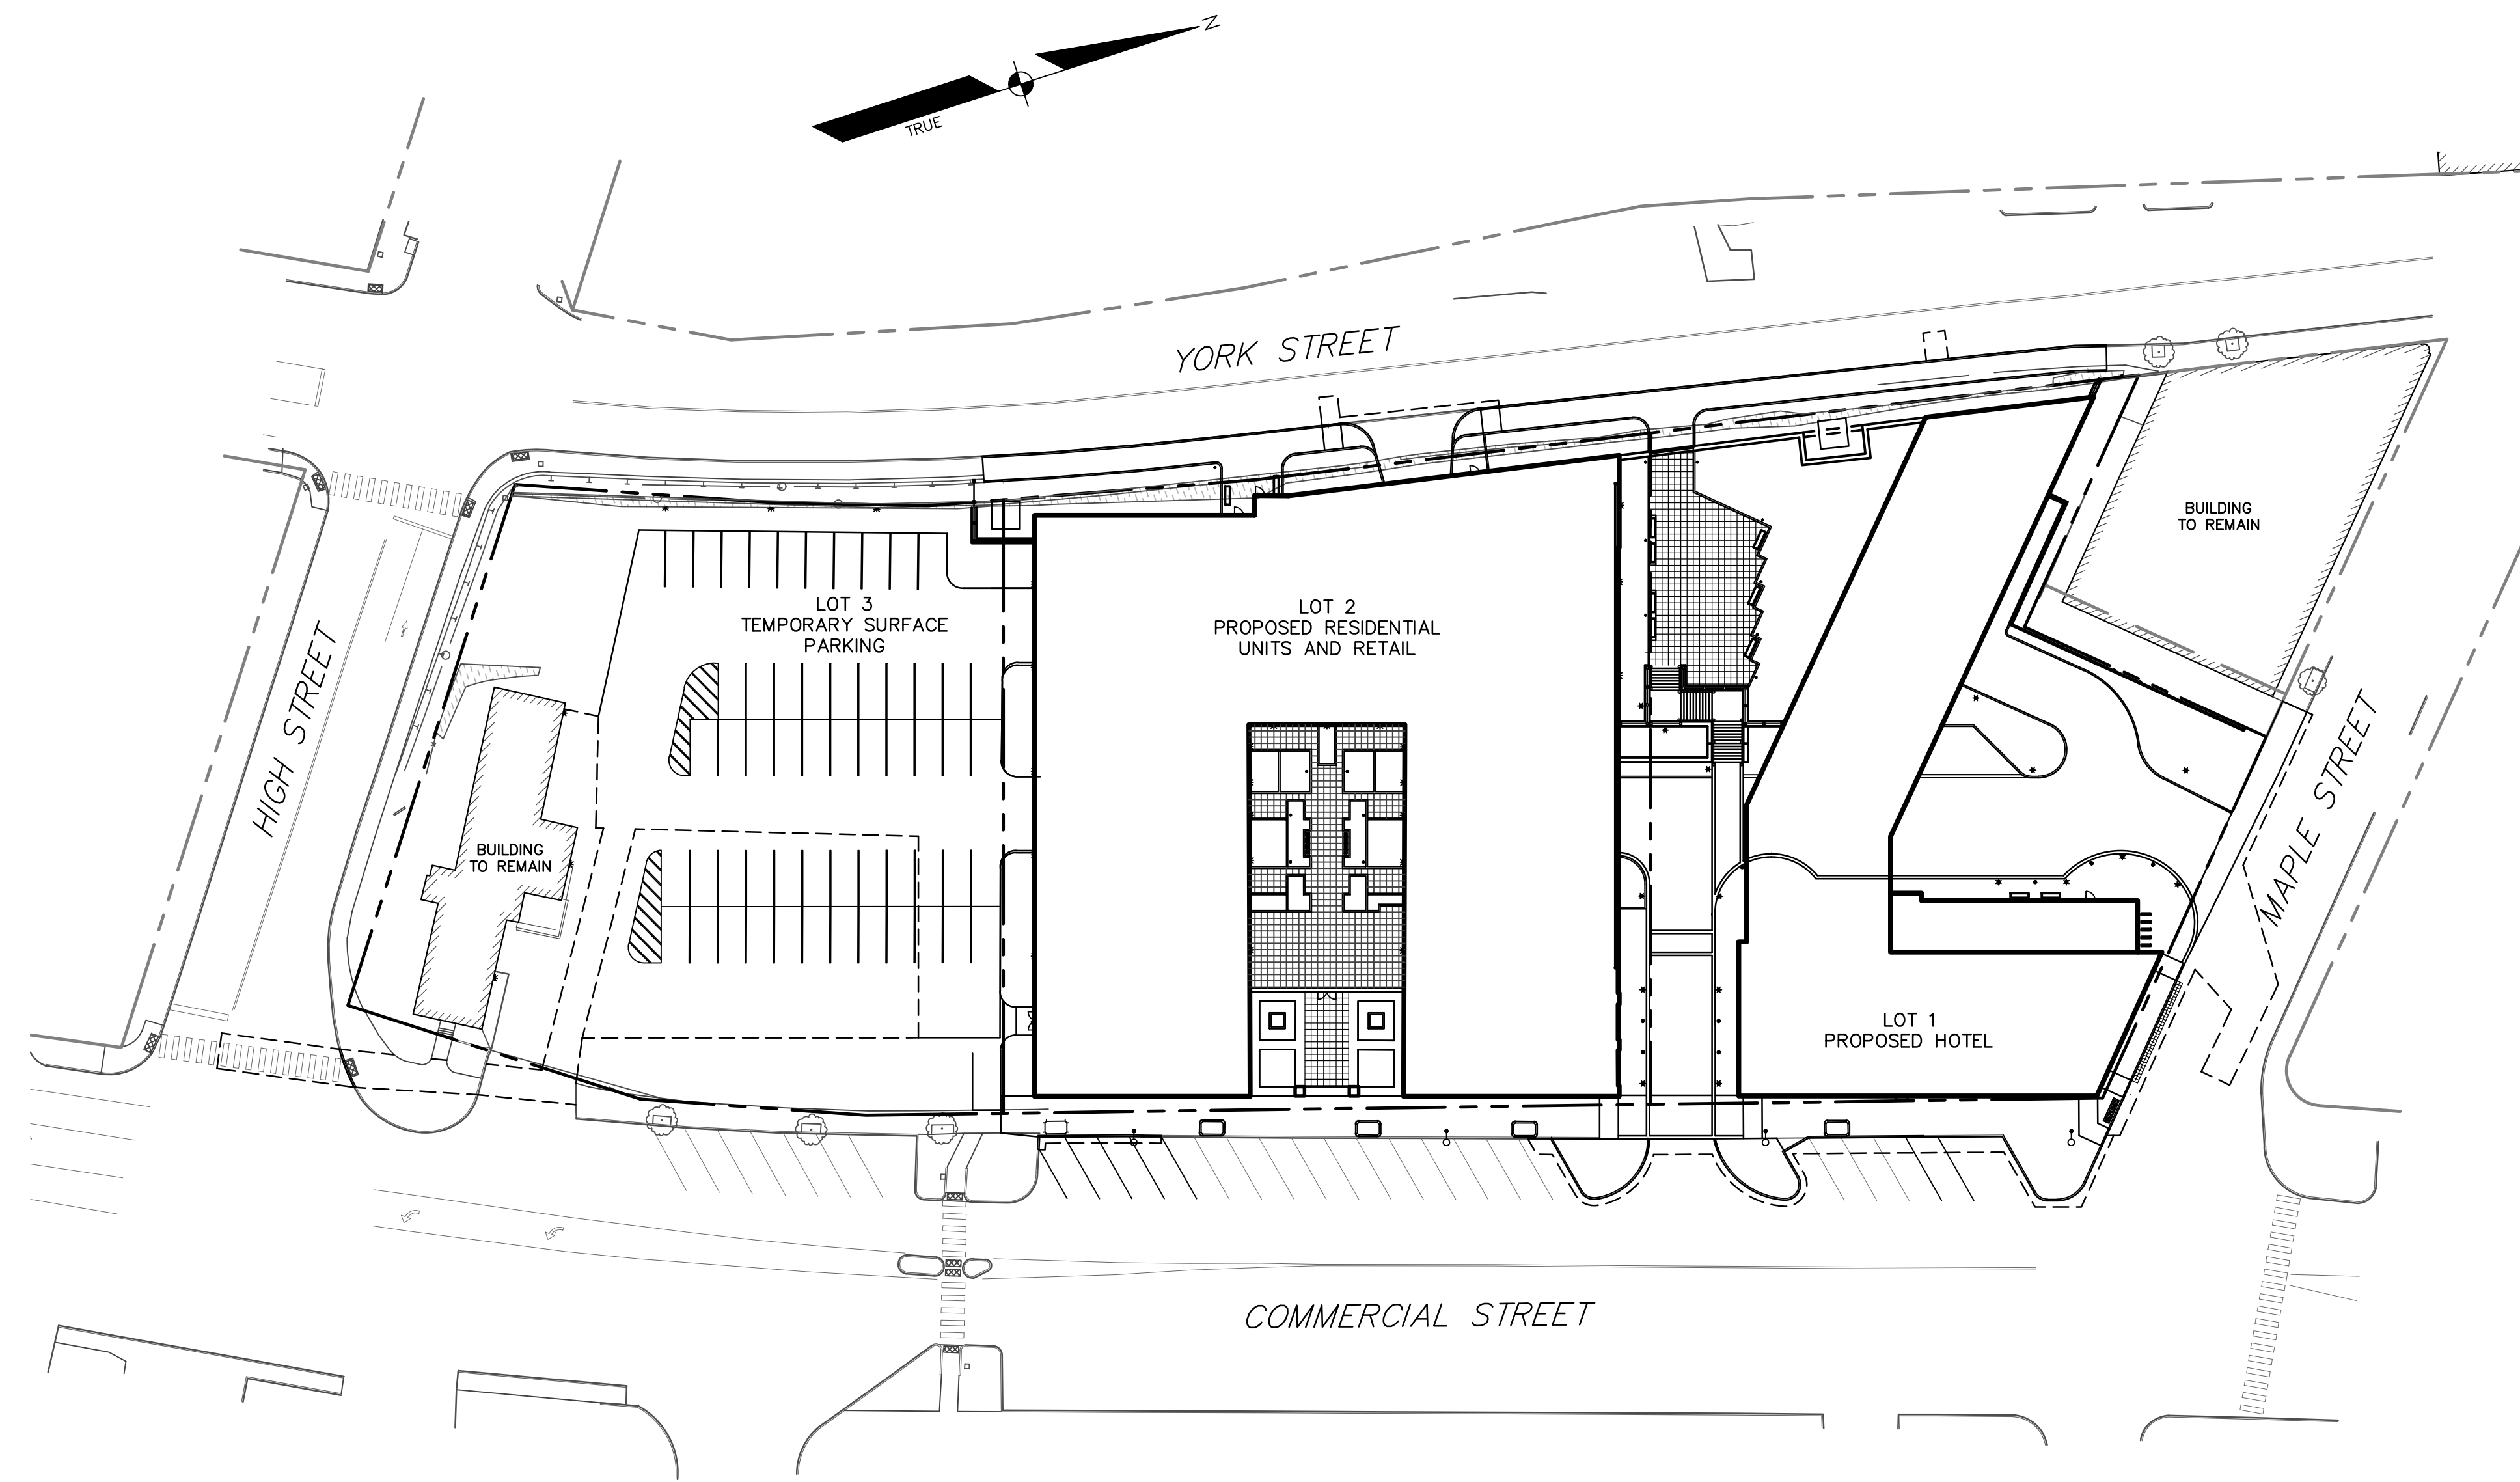 N
TRUE
YORK STREET
BUILDING
TO REMAIN
LOT 3
TEMPORARY SURFACE
PARKING
LOT 2
PROPOSED RESIDENTIAL
UNITS AND RETAIL
HIGH STREET
BUILDING
TO REMAIN
MAPLE STREET
LOT 1
PROPOSED HOTEL
COMMERCIAL STREET